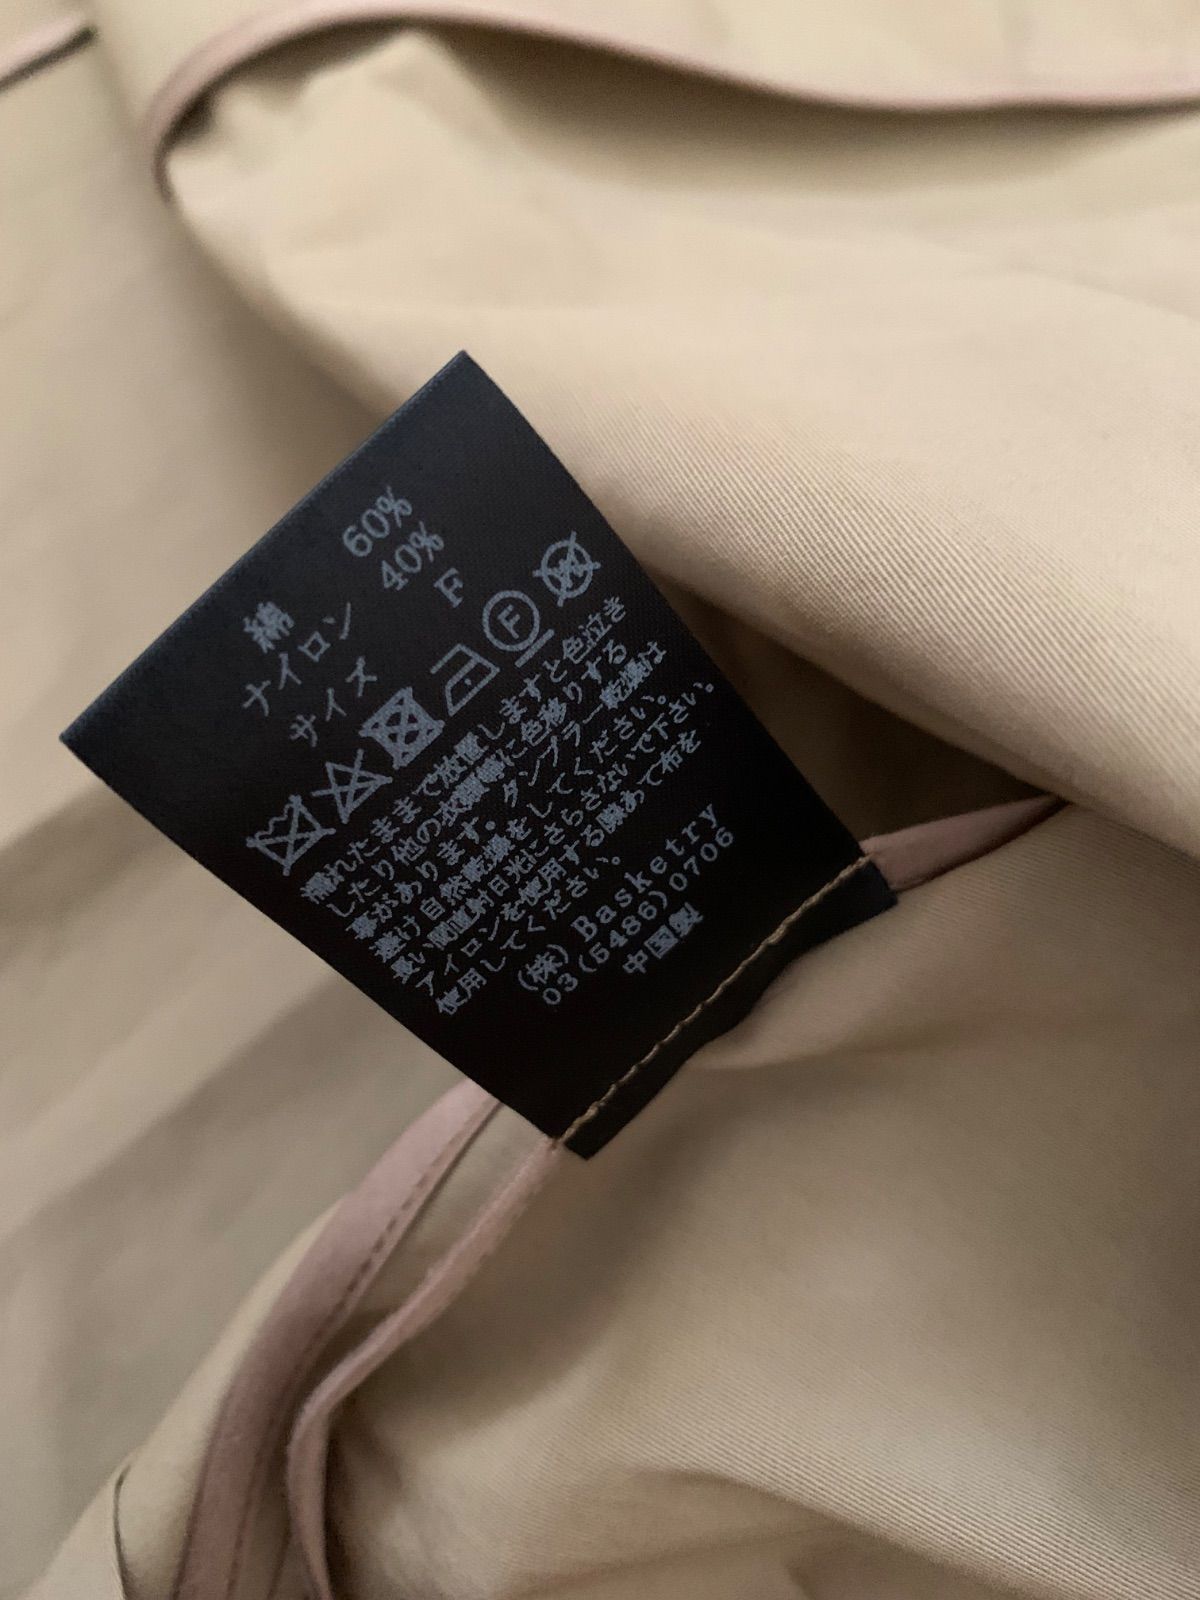 綿 60%
ナイロン 40%
サイズ F
F W
濡れたままで放置しますと色泣き
したり他の衣類等に色移りする
事があります。タンブラー乾燥は
避け自然乾燥をしてください。
長い間直射日光にさらさないで下さい。
アイロンを使用する際あて布を
使用してください。
(株) Basketry
03(5486)0706
中国製